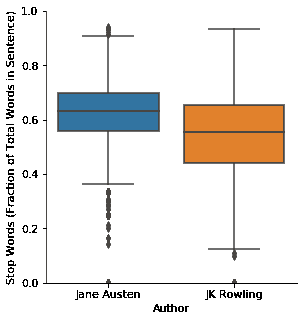 Stop Words (Fraction of Total Words in Sentence)
1.0
0.8
0.6
0.4
0.2
0.0
Jane Austen
JK Rowling
Author